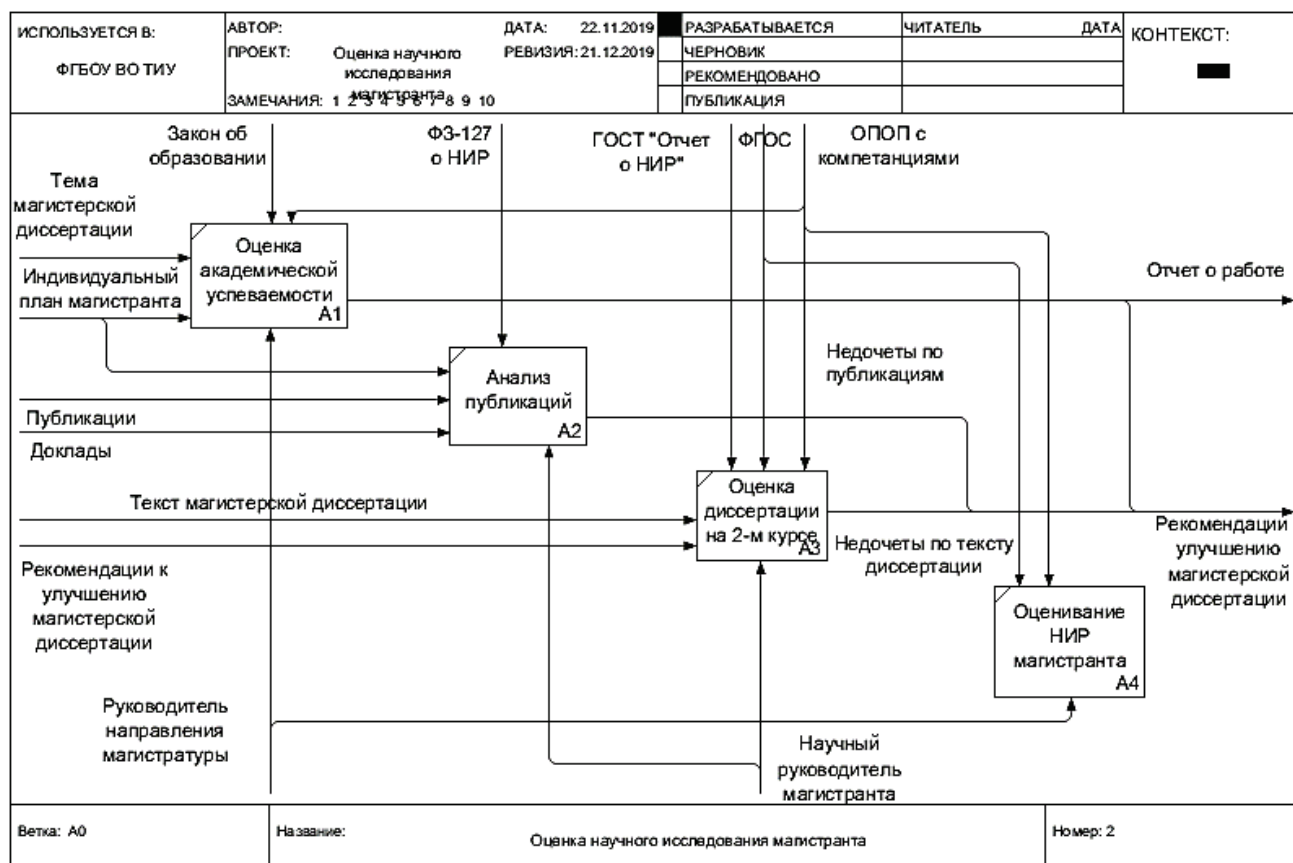 ИСПОЛЬЗУЕТСЯ В:
ФГБОУ ВО ТИУ
АВТОР:
ДАТА: 22.11.2019
ПРОЕКТ: Оценка научного
исследования
магистранта
РЕВИЗИЯ: 21.12.2019
ЗАМЕЧАНИЯ: 1 2 3 4 5 6 7 8 9 10
РАЗРАБАТЫВАЕТСЯ
ЧЕРНОВИК
РЕКОМЕНДОВАНО
ПУБЛИКАЦИЯ
ЧИТАТЕЛЬ ДАТА
КОНТЕКСТ:
Закон об
образовании
ФЗ-127
о НИР
ГОСТ "Отчет
о НИР"
ФГОС
ОПОП с
компетанциями
Тема
магистерской
диссертации
Индивидуальный
план магистранта
Оценка
академической
успеваемости
A1
Отчет о работе
Анализ
публикаций
A2
Недочеты по
публикациям
Публикации
Доклады
Текст магистерской диссертации
Оценка
диссертации
на 2-м курсе
A3
Недочеты по тексту
диссертации
Рекомендации
улучшению
магистерской
диссертации
Рекомендации к
улучшению
магистерской
диссертации
Оценивание
НИР
магистранта
A4
Руководитель
направления
магистратуры
Научный
руководитель
магистранта
Ветка: A0
Название:
Оценка научного исследования магистранта
Номер: 2